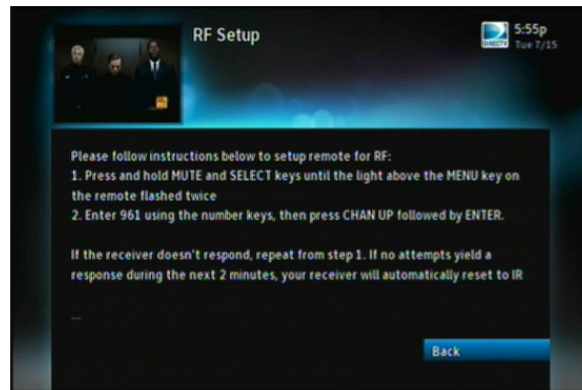 RF Setup
5:55p
DIRECTV
Tue 7/15
Please follow instructions below to setup remote for RF:
1. Press and hold MUTE and SELECT keys until the light above the MENU key on
the remote flashed twice
2. Enter 961 using the number keys, then press CHAN UP followed by ENTER.
If the receiver doesn't respond, repeat from step 1. If no attempts yield a
response during the next 2 minutes, your receiver will automatically reset to IR
...
Back